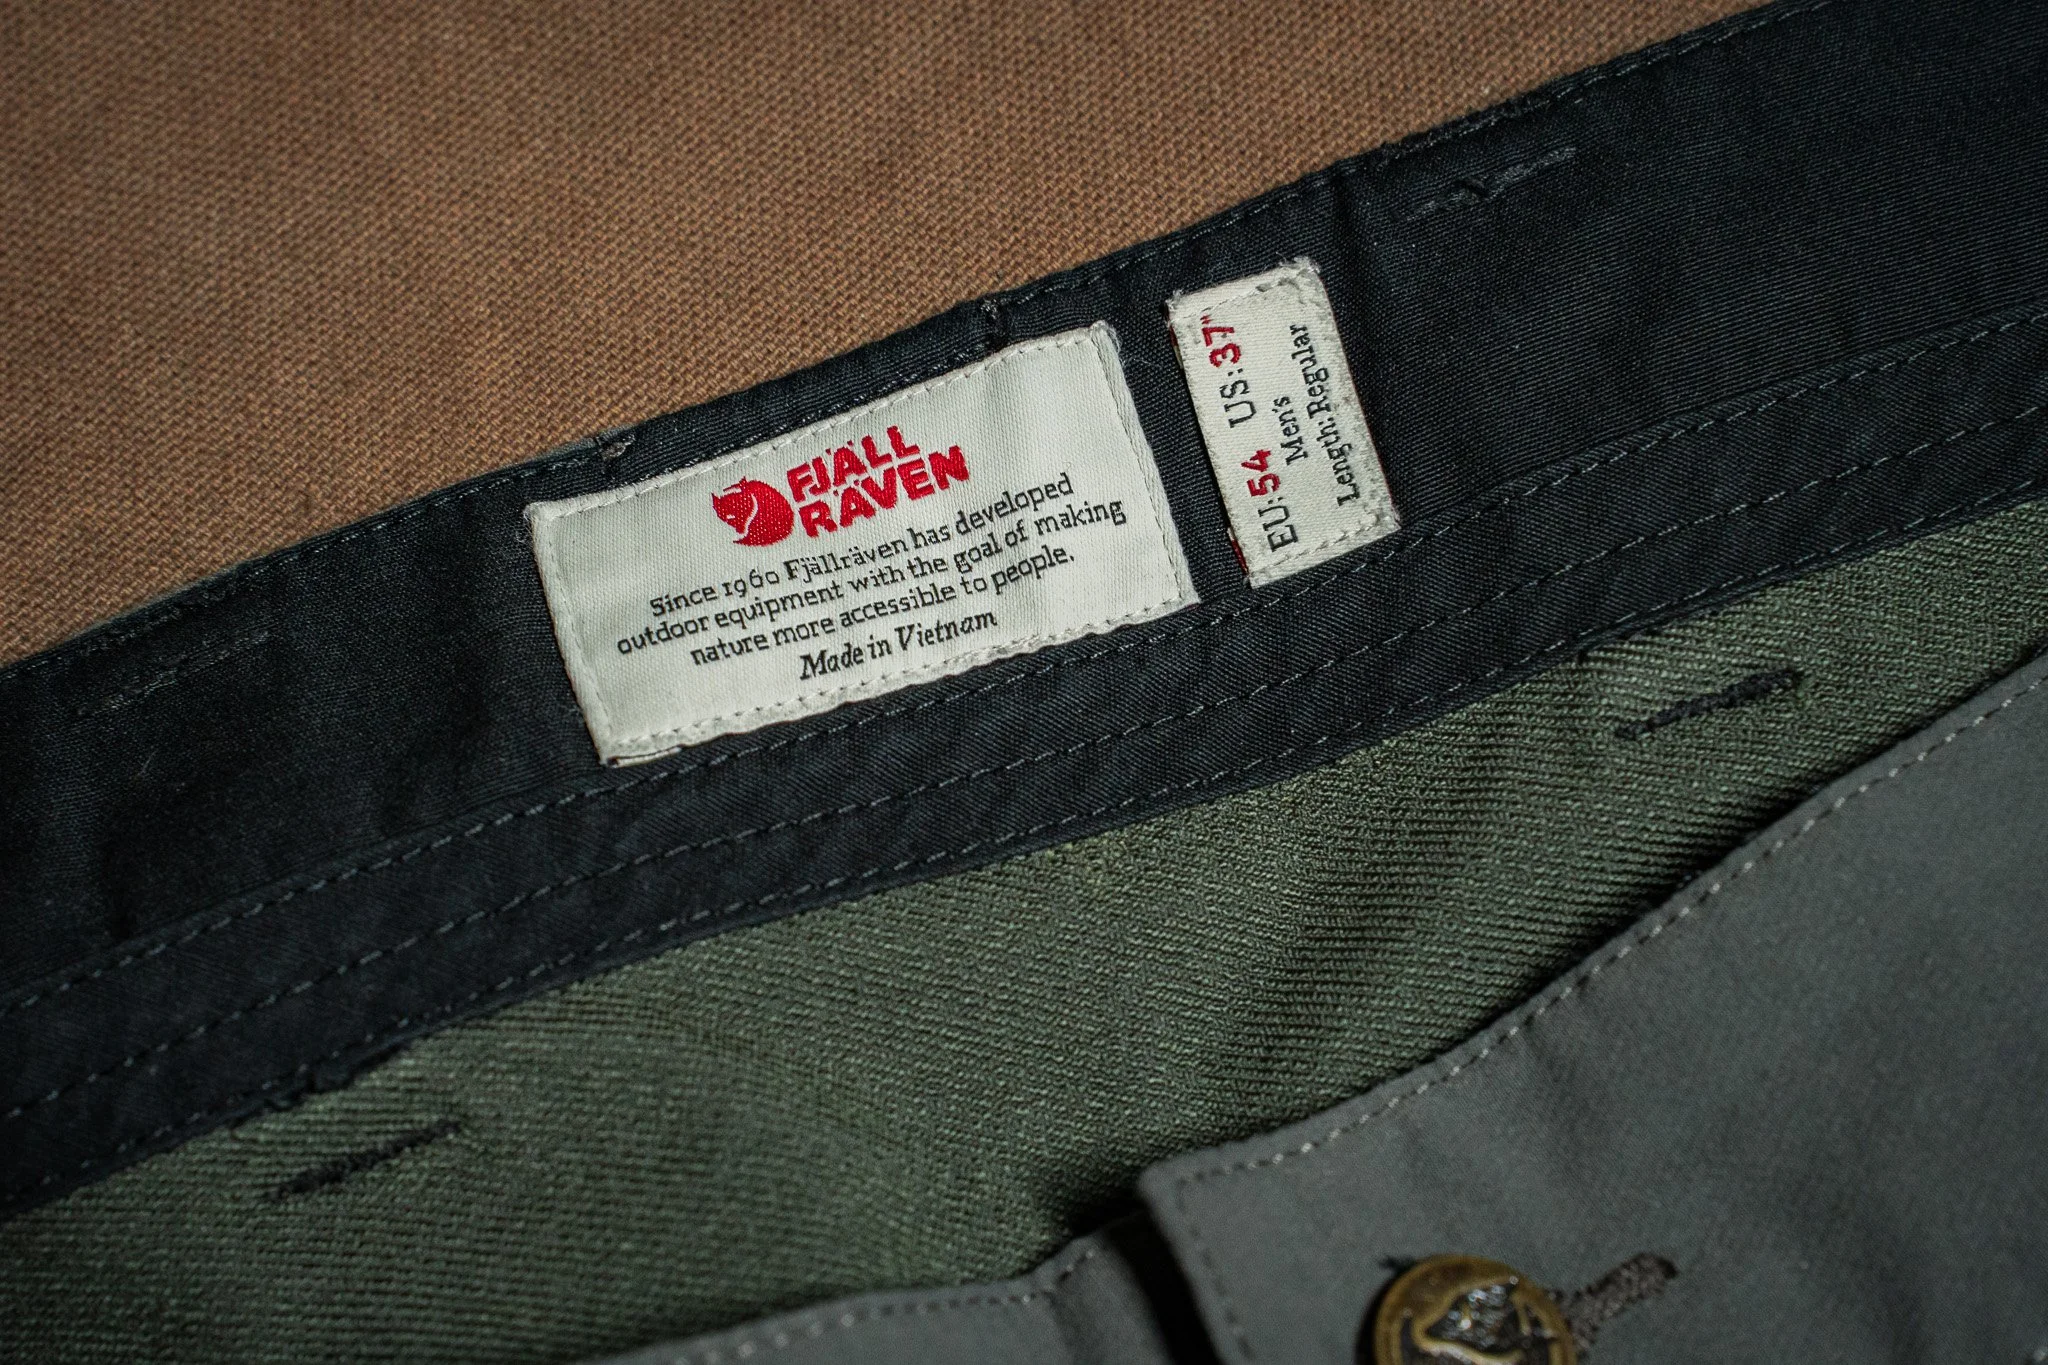 FJÄLL
RÄVEN
Since 1960 Fjällräven has developed
outdoor equipment with the goal of making
nature more accessible to people.
Made in Vietnam
EU:54 US:37"
Men's
Length:Regular